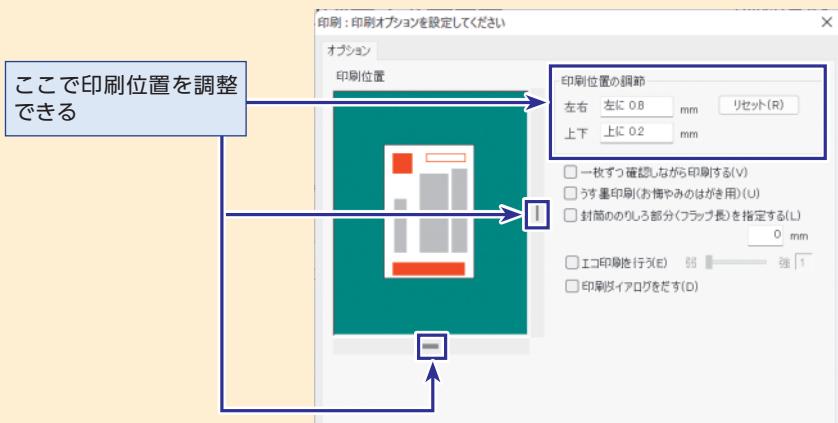 印刷：印刷オプションを設定してください
オプション
ここで印刷位置を調整
できる
印刷位置
印刷位置の調節
左右 左に 0.8 mm リセット(R)
上下 上に 0.2 mm
一枚ずつ確認しながら印刷する(V)
うす墨印刷(お悔やみのはがき用)(U)
封筒ののりしろ部分(フラップ長)を指定する(L)
0 mm
エコ印刷を行う(E) 弱 強 1
印刷ダイアログをだす(D)